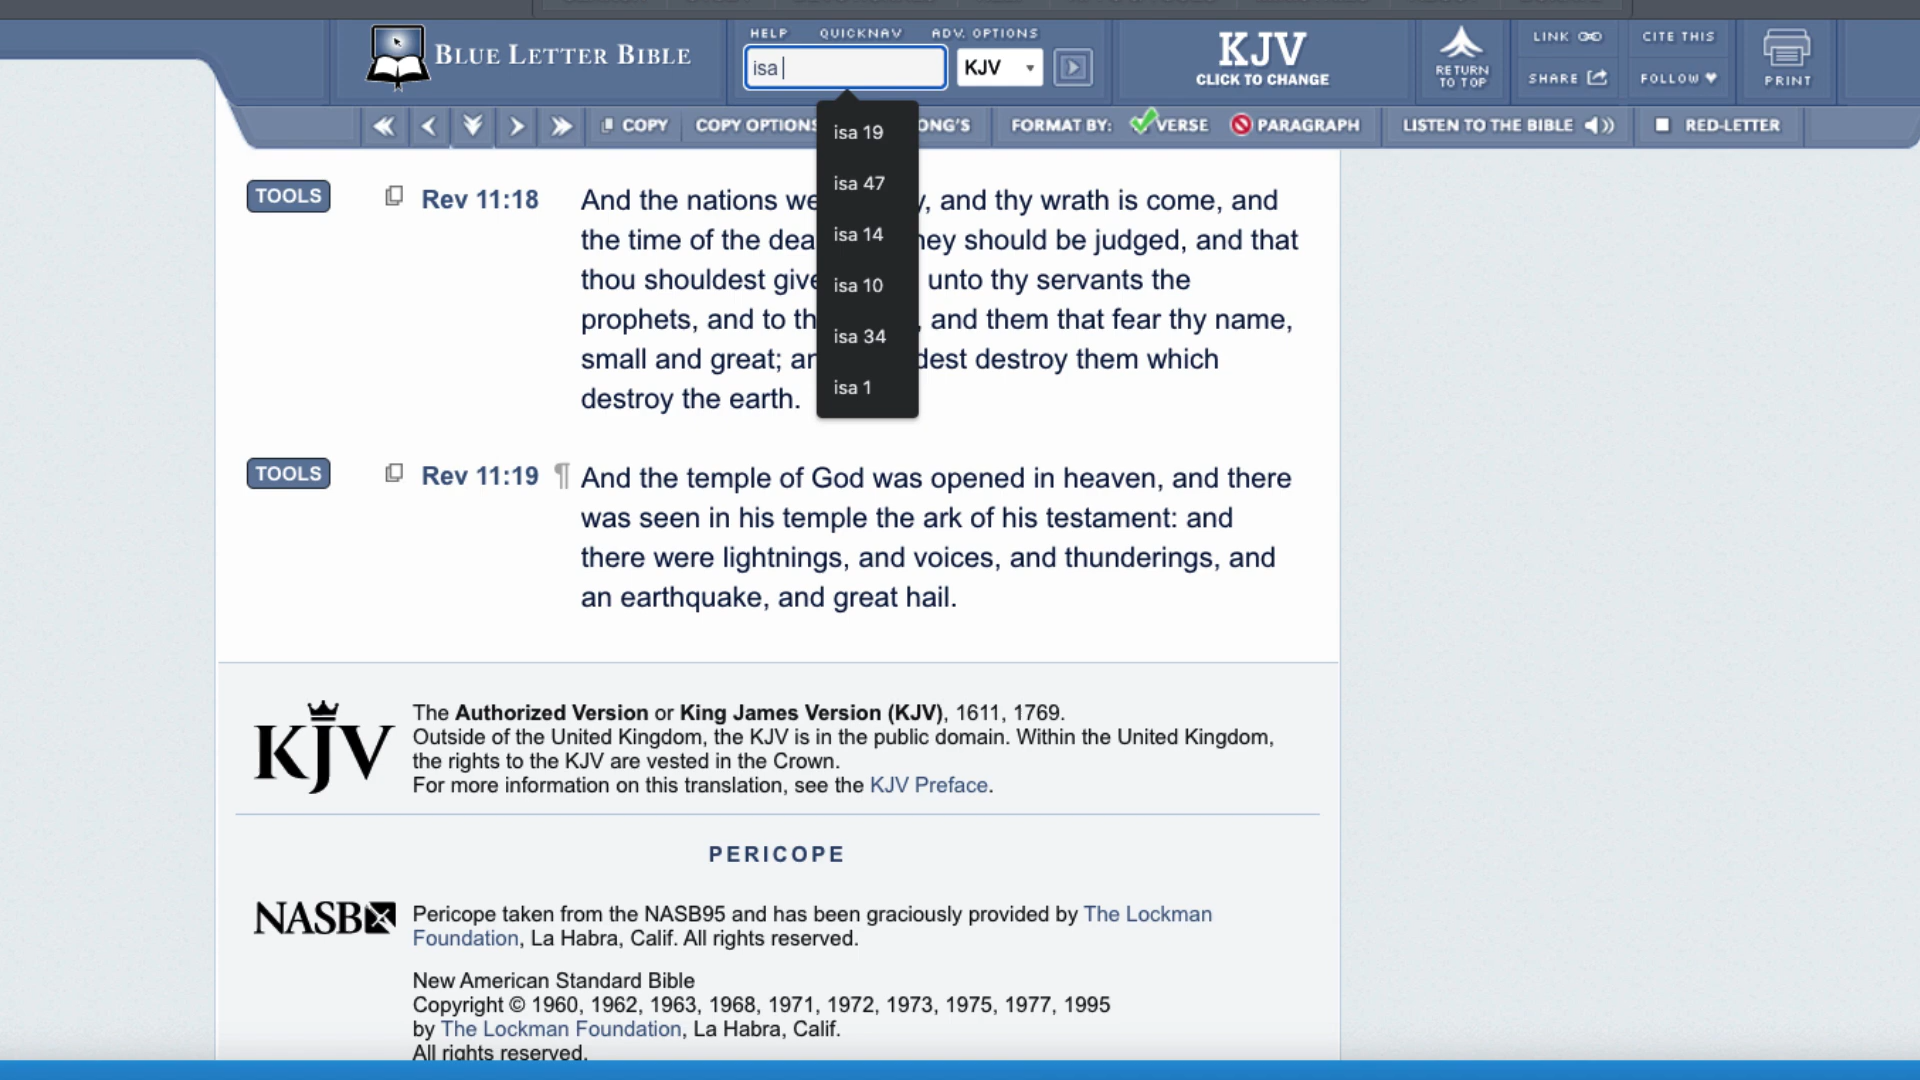 HELP QUICKNAV ADV. OPTIONS
BLUE LETTER BIBLE
isa
KJV
KJV
CLICK TO CHANGE
RETURN
TO TOP
LINK
SHARE
CITE THIS
FOLLOW
PRINT
COPY
COPY OPTIONS
FORMAT BY:
VERSE
PARAGRAPH
LISTEN TO THE BIBLE
RED-LETTER
isa 19
isa 47
isa 14
isa 10
isa 34
isa 1
TOOLS
Rev 11:18
And the nations we , and thy wrath is come, and
the time of the dea hey should be judged, and that
thou shouldest give unto thy servants the
prophets, and to th , and them that fear thy name,
small and great; an dest destroy them which
destroy the earth.
TOOLS
Rev 11:19
¶ And the temple of God was opened in heaven, and there
was seen in his temple the ark of his testament: and
there were lightnings, and voices, and thunderings, and
an earthquake, and great hail.
KJV
The Authorized Version or King James Version (KJV), 1611, 1769.
Outside of the United Kingdom, the KJV is in the public domain. Within the United Kingdom,
the rights to the KJV are vested in the Crown.
For more information on this translation, see the KJV Preface.
PERICOPE
NASB
Pericope taken from the NASB95 and has been graciously provided by The Lockman
Foundation, La Habra, Calif. All rights reserved.
New American Standard Bible
Copyright © 1960, 1962, 1963, 1968, 1971, 1972, 1973, 1975, 1977, 1995
by The Lockman Foundation, La Habra, Calif.
All rights reserved.